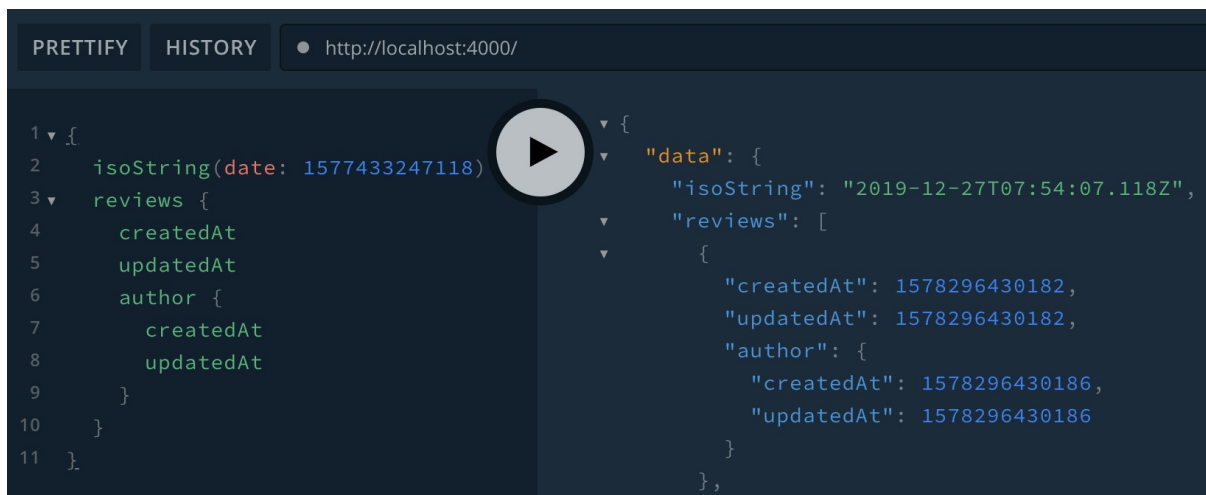 PRETTIFY HISTORY http://localhost:4000/
1 {
2 isoString(date: 1577433247118)
3 reviews {
4 createdAt
5 updatedAt
6 author {
7 createdAt
8 updatedAt
9 }
10 }
11 }
{
"data": {
"isoString": "2019-12-27T07:54:07.118Z",
"reviews": [
{
"createdAt": 1578296430182,
"updatedAt": 1578296430182,
"author": {
"createdAt": 1578296430186,
"updatedAt": 1578296430186
}
},